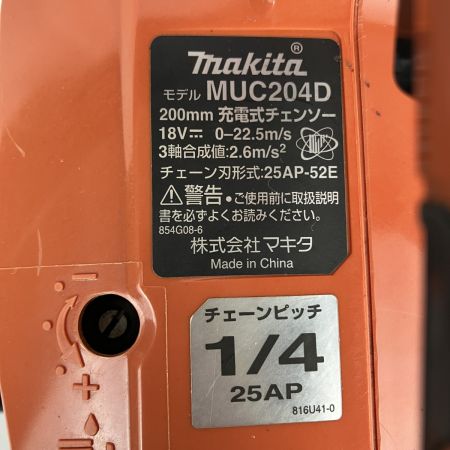 makita®
モデル MUC204D
200mm 充電式チェンソー
18V⎓ 0–22.5m/s
3軸合成値:2.6m/s²
チェーン刃形式:25AP-52E
⚠警告・ご使用前に取扱説明
書を必ずよくお読みください。
854G08-6
株式会社マキタ
Made in China
チェーンピッチ
1/4
25AP
816U41-0